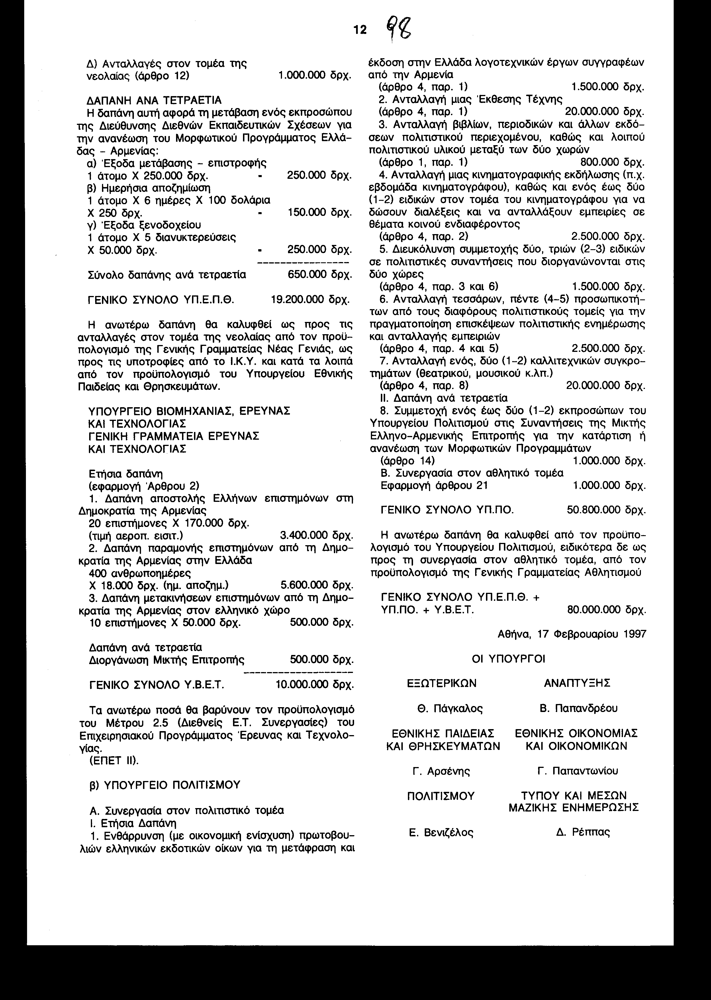 12 98
Δ) Ανταλλαγές στον τομέα της
νεολαίας (άρθρο 12) 1.000.000 δρχ.
ΔΑΠΑΝΗ ΑΝΑ ΤΕΤΡΑΕΤΙΑ
Η δαπάνη αυτή αφορά τη μετάβαση ενός εκπροσώπου
της Διεύθυνσης Διεθνών Εκπαιδευτικών Σχέσεων για
την ανανέωση του Μορφωτικού Προγράμματος Ελλά-
δας - Αρμενίας:
α) Έξοδα μετάβασης - επιστροφής
1 άτομο Χ 250.000 δρχ. - 250.000 δρχ.
β) Ημερήσια αποζημίωση
1 άτομο Χ 6 ημέρες Χ 100 δολάρια
Χ 250 δρχ. - 150.000 δρχ.
γ) Έξοδα ξενοδοχείου
1 άτομο Χ 5 διανυκτερεύσεις
Χ 50.000 δρχ. - 250.000 δρχ.
Σύνολο δαπάνης ανά τετραετία 650.000 δρχ.
ΓΕΝΙΚΟ ΣΥΝΟΛΟ ΥΠ.Ε.Π.Θ. 19.200.000 δρχ.
Η ανωτέρω δαπάνη θα καλυφθεί ως προς τις
ανταλλαγές στον τομέα της νεολαίας από τον προϋ-
πολογισμό της Γενικής Γραμματείας Νέας Γενιάς, ως
προς τις υποτροφίες από το Ι.Κ.Υ. και κατά τα λοιπά
από τον προϋπολογισμό του Υπουργείου Εθνικής
Παιδείας και Θρησκευμάτων.
ΥΠΟΥΡΓΕΙΟ ΒΙΟΜΗΧΑΝΙΑΣ, ΕΡΕΥΝΑΣ
ΚΑΙ ΤΕΧΝΟΛΟΓΙΑΣ
ΓΕΝΙΚΗ ΓΡΑΜΜΑΤΕΙΑ ΕΡΕΥΝΑΣ
ΚΑΙ ΤΕΧΝΟΛΟΓΙΑΣ
Ετήσια δαπάνη
(εφαρμογή Άρθρου 2)
1. Δαπάνη αποστολής Ελλήνων επιστημόνων στη
Δημοκρατία της Αρμενίας
20 επιστήμονες Χ 170.000 δρχ.
(τιμή αεροπ. εισιτ.) 3.400.000 δρχ.
2. Δαπάνη παραμονής επιστημόνων από τη Δημο-
κρατία της Αρμενίας στην Ελλάδα
400 ανθρωποημέρες
Χ 18.000 δρχ. (ημ. αποζημ.) 5.600.000 δρχ.
3. Δαπάνη μετακινήσεων επιστημόνων από τη Δημο-
κρατία της Αρμενίας στον ελληνικό χώρο
10 επιστήμονες Χ 50.000 δρχ. 500.000 δρχ.
Δαπάνη ανά τετραετία
Διοργάνωση Μικτής Επιτροπής 500.000 δρχ.
ΓΕΝΙΚΟ ΣΥΝΟΛΟ Υ.Β.Ε.Τ. 10.000.000 δρχ.
Τα ανωτέρω ποσά θα βαρύνουν τον προϋπολογισμό
του Μέτρου 2.5 (Διεθνείς Ε.Τ. Συνεργασίες) του
Επιχειρησιακού Προγράμματος Έρευνας και Τεχνολο-
γίας.
(ΕΠΕΤ ΙΙ).
β) ΥΠΟΥΡΓΕΙΟ ΠΟΛΙΤΙΣΜΟΥ
Α. Συνεργασία στον πολιτιστικό τομέα
Ι. Ετήσια Δαπάνη
1. Ενθάρρυνση (με οικονομική ενίσχυση) πρωτοβου-
λιών ελληνικών εκδοτικών οίκων για τη μετάφραση και
έκδοση στην Ελλάδα λογοτεχνικών έργων συγγραφέων
από την Αρμενία
(άρθρο 4, παρ. 1) 1.500.000 δρχ.
2. Ανταλλαγή μιας Έκθεσης Τέχνης
(άρθρο 4, παρ. 1) 20.000.000 δρχ.
3. Ανταλλαγή βιβλίων, περιοδικών και άλλων εκδό-
σεων πολιτιστικού περιεχομένου, καθώς και λοιπού
πολιτιστικού υλικού μεταξύ των δύο χωρών
(άρθρο 1, παρ. 1) 800.000 δρχ.
4. Ανταλλαγή μιας κινηματογραφικής εκδήλωσης (π.χ.
εβδομάδα κινηματογράφου), καθώς και ενός έως δύο
(1-2) ειδικών στον τομέα του κινηματογράφου για να
δώσουν διαλέξεις και να ανταλλάξουν εμπειρίες σε
θέματα κοινού ενδιαφέροντος
(άρθρο 4, παρ. 2) 2.500.000 δρχ.
5. Διευκόλυνση συμμετοχής δύο, τριών (2-3) ειδικών
σε πολιτιστικές συναντήσεις που διοργανώνονται στις
δύο χώρες
(άρθρο 4, παρ. 3 και 6) 1.500.000 δρχ.
6. Ανταλλαγή τεσσάρων, πέντε (4-5) προσωπικοτή-
των από τους διαφόρους πολιτιστικούς τομείς για την
πραγματοποίηση επισκέψεων πολιτιστικής ενημέρωσης
και ανταλλαγής εμπειριών
(άρθρο 4, παρ. 4 και 5) 2.500.000 δρχ.
7. Ανταλλαγή ενός, δύο (1-2) καλλιτεχνικών συγκρο-
τημάτων (θεατρικού, μουσικού κ.λπ.)
(άρθρο 4, παρ. 8) 20.000.000 δρχ.
ΙΙ. Δαπάνη ανά τετραετία
8. Συμμετοχή ενός έως δύο (1-2) εκπροσώπων του
Υπουργείου Πολιτισμού στις Συναντήσεις της Μικτής
Ελληνο-Αρμενικής Επιτροπής για την κατάρτιση ή
ανανέωση των Μορφωτικών Προγραμμάτων
(άρθρο 14) 1.000.000 δρχ.
Β. Συνεργασία στον αθλητικό τομέα
Εφαρμογή άρθρου 21 1.000.000 δρχ.
ΓΕΝΙΚΟ ΣΥΝΟΛΟ ΥΠ.ΠΟ. 50.800.000 δρχ.
Η ανωτέρω δαπάνη θα καλυφθεί από τον προϋπο-
λογισμό του Υπουργείου Πολιτισμού, ειδικότερα δε ως
προς τη συνεργασία στον αθλητικό τομέα, από τον
προϋπολογισμό της Γενικής Γραμματείας Αθλητισμού
ΓΕΝΙΚΟ ΣΥΝΟΛΟ ΥΠ.Ε.Π.Θ. +
ΥΠ.ΠΟ. + Υ.Β.Ε.Τ. 80.000.000 δρχ.
Αθήνα, 17 Φεβρουαρίου 1997
ΟΙ ΥΠΟΥΡΓΟΙ
ΕΞΩΤΕΡΙΚΩΝ ΑΝΑΠΤΥΞΗΣ
Θ. Πάγκαλος Β. Παπανδρέου
ΕΘΝΙΚΗΣ ΠΑΙΔΕΙΑΣ ΕΘΝΙΚΗΣ ΟΙΚΟΝΟΜΙΑΣ
ΚΑΙ ΘΡΗΣΚΕΥΜΑΤΩΝ ΚΑΙ ΟΙΚΟΝΟΜΙΚΩΝ
Γ. Αρσένης Γ. Παπαντωνίου
ΠΟΛΙΤΙΣΜΟΥ ΤΥΠΟΥ ΚΑΙ ΜΕΣΩΝ
ΜΑΖΙΚΗΣ ΕΝΗΜΕΡΩΣΗΣ
Ε. Βενιζέλος Δ. Ρέππας